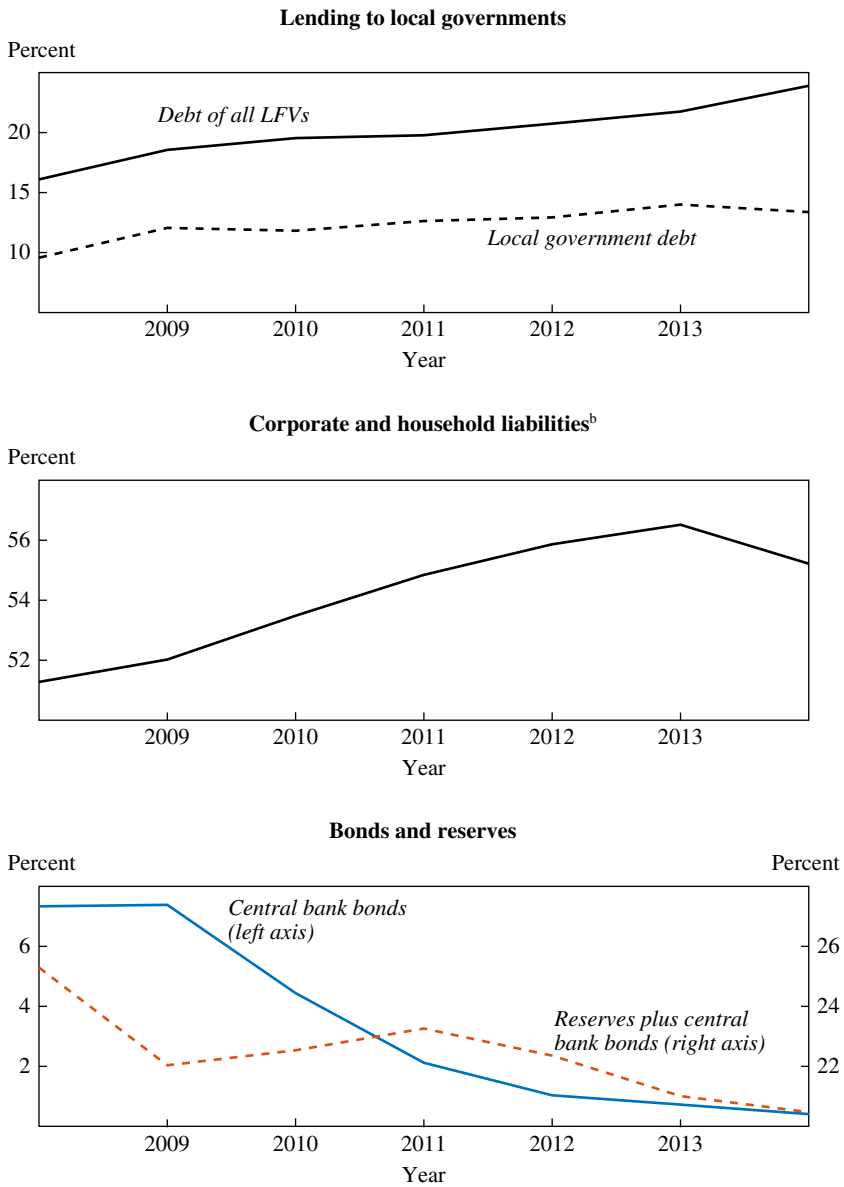 Lending to local governments
Percent
Debt of all LFVs
20
15
Local government debt
10
2009 2010 2011 2012 2013
Year
Corporate and household liabilitiesᵇ
Percent
56
54
52
2009 2010 2011 2012 2013
Year
Bonds and reserves
Percent Percent
Central bank bonds
(left axis)
6 26
4 24
Reserves plus central
bank bonds (right axis)
2 22
2009 2010 2011 2012 2013
Year